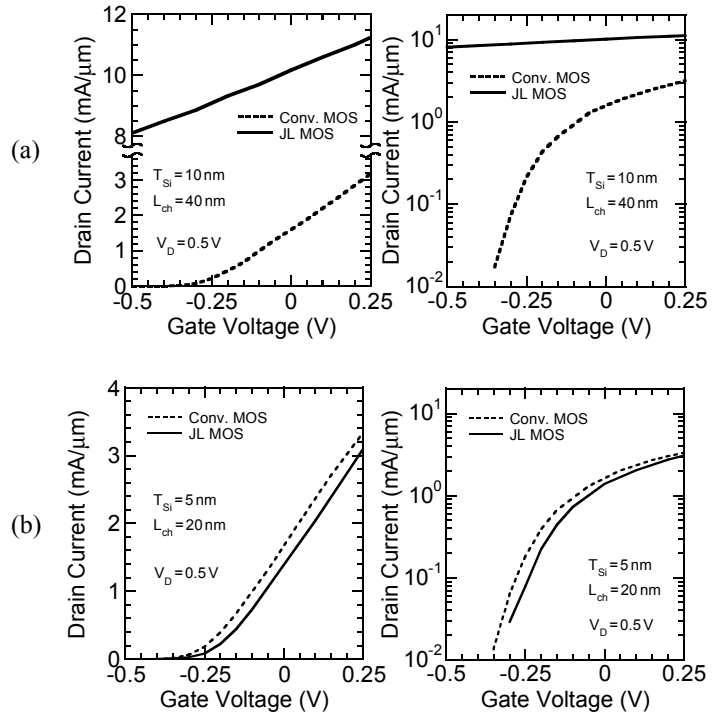 (a)
Drain Current (mA/μm)
12
10
8
3
2
1
0
Conv. MOS
JL MOS
T_Si = 10 nm
L_ch = 40 nm
V_D = 0.5 V
-0.5 -0.25 0 0.25
Gate Voltage (V)
Drain Current (mA/μm)
10^1
10^0
10^-1
10^-2
Conv. MOS
JL MOS
T_Si = 10 nm
L_ch = 40 nm
V_D = 0.5 V
-0.5 -0.25 0 0.25
Gate Voltage (V)
(b)
Drain Current (mA/μm)
4
3
2
1
0
Conv. MOS
JL MOS
T_Si = 5 nm
L_ch = 20 nm
V_D = 0.5 V
-0.5 -0.25 0 0.25
Gate Voltage (V)
Drain Current (mA/μm)
10^1
10^0
10^-1
10^-2
Conv. MOS
JL MOS
T_Si = 5 nm
L_ch = 20 nm
V_D = 0.5 V
-0.5 -0.25 0 0.25
Gate Voltage (V)